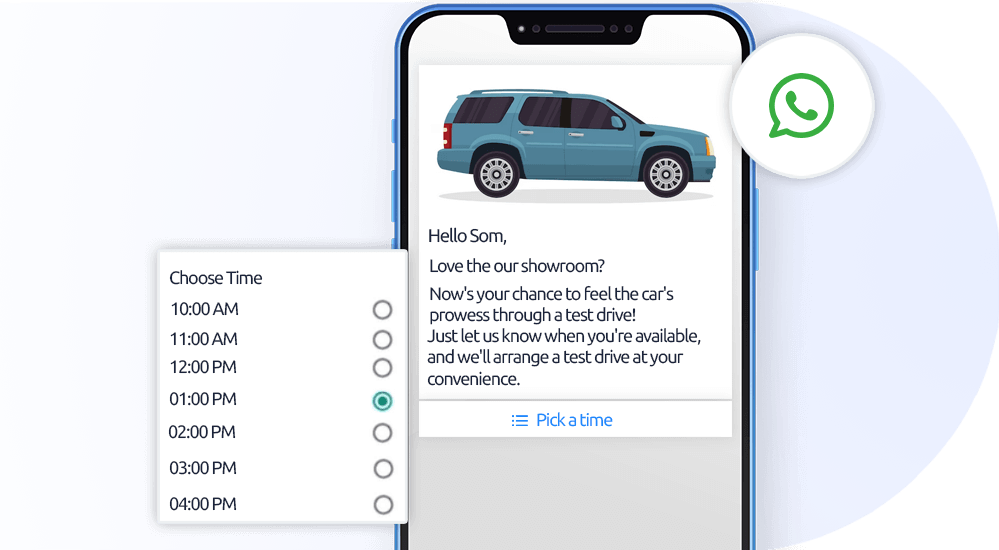 Hello Som,
Love the our showroom?
Now's your chance to feel the car's
prowess through a test drive!
Just let us know when you're available,
and we'll arrange a test drive at your
convenience.
Pick a time
Choose Time
10:00 AM
11:00 AM
12:00 PM
01:00 PM
02:00 PM
03:00 PM
04:00 PM